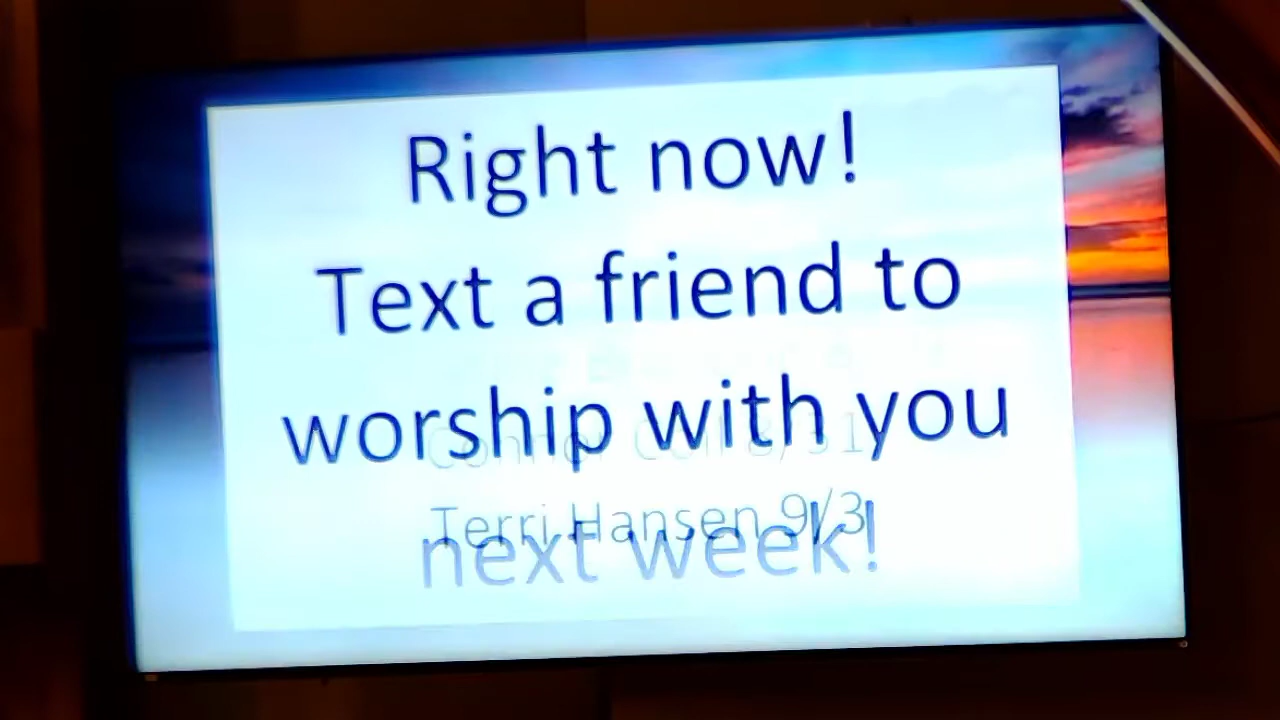 Right now!
Text a friend to
worship with you
Terri Hansen 9/3
next week!